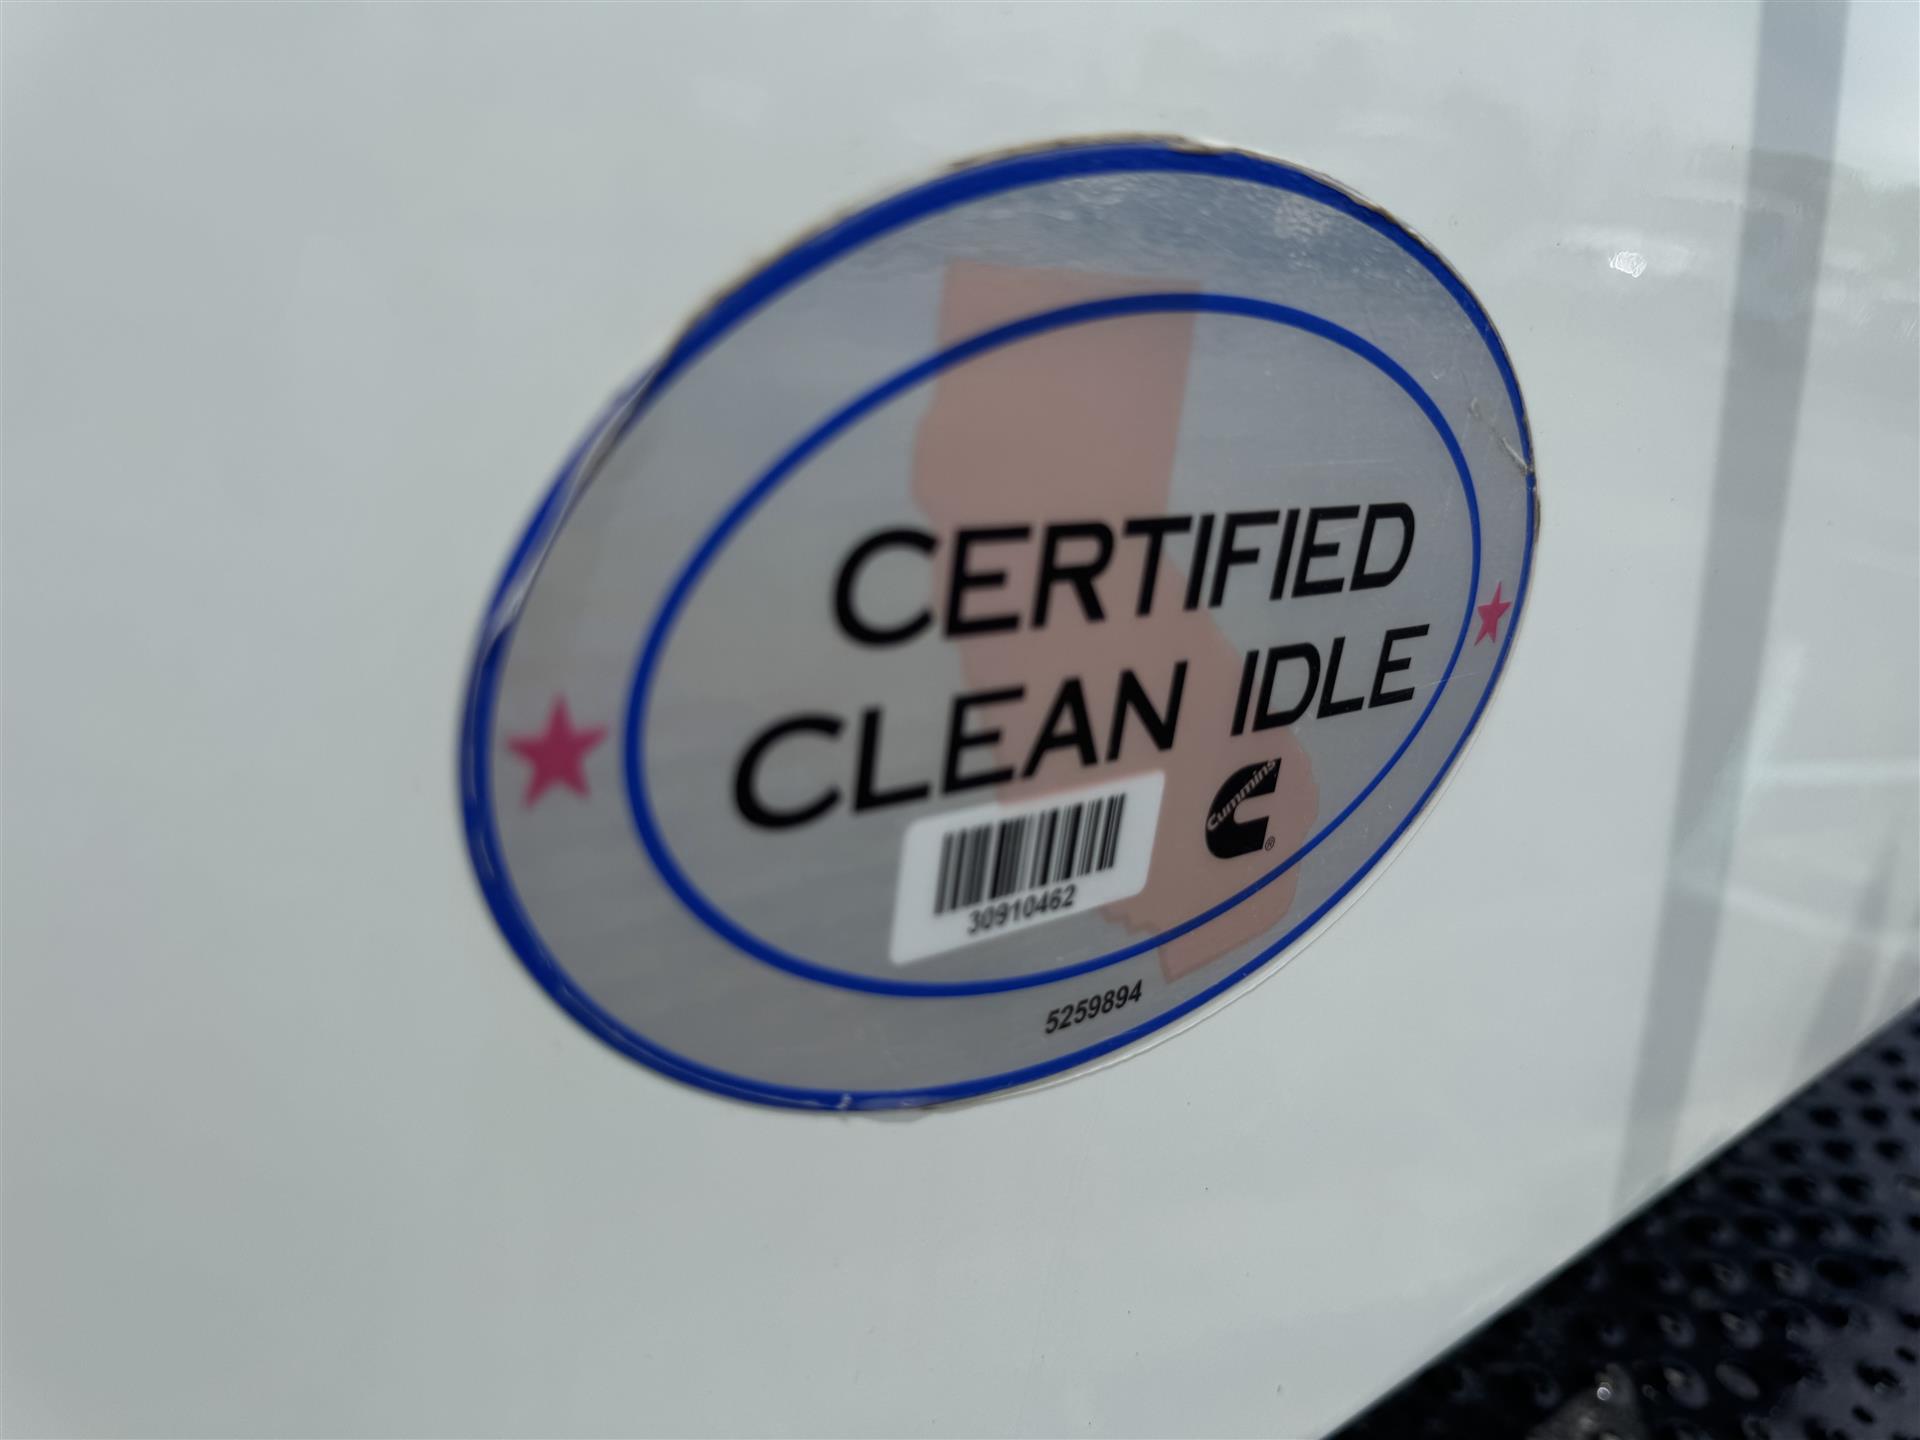 CERTIFIED
CLEAN IDLE
Cummins
®
30910462
5259894